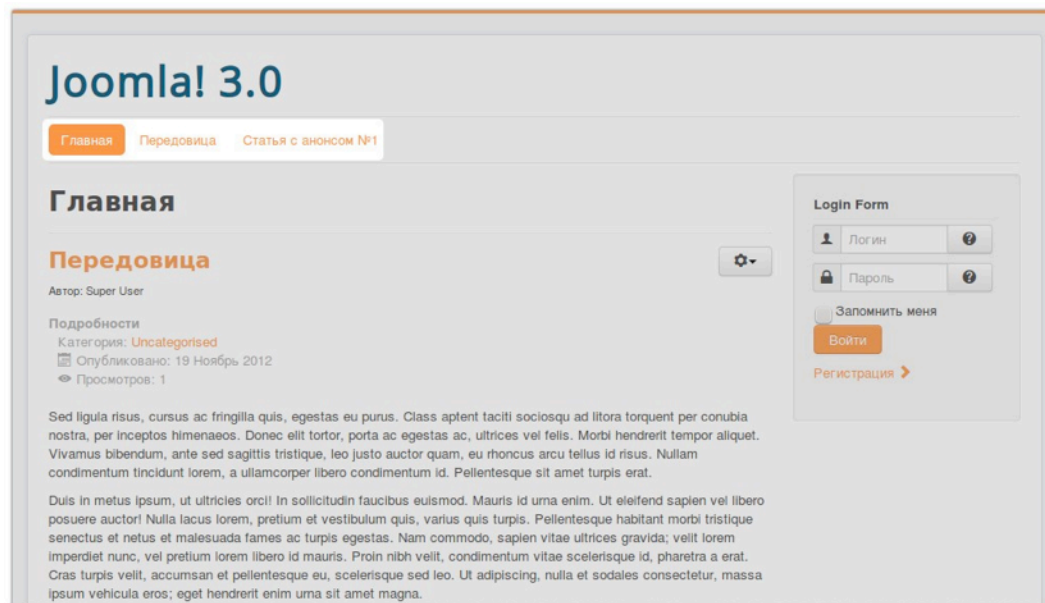 Joomla! 3.0
Главная Передовица Статья с анонсом №1
Главная
Передовица
Автор: Super User
Подробности
Категория: Uncategorised
Опубликовано: 19 Ноябрь 2012
Просмотров: 1
Sed ligula risus, cursus ac fringilla quis, egestas eu purus. Class aptent taciti sociosqu ad litora torquent per conubia
nostra, per inceptos himenaeos. Donec elit tortor, porta ac egestas ac, ultrices vel felis. Morbi hendrerit tempor aliquet.
Vivamus bibendum, ante sed sagittis tristique, leo justo auctor quam, eu rhoncus arcu tellus id risus. Nullam
condimentum tincidunt lorem, a ullamcorper libero condimentum id. Pellentesque sit amet turpis erat.
Duis in metus ipsum, ut ultricies orci! In sollicitudin faucibus euismod. Mauris id urna enim. Ut eleifend sapien vel libero
posuere auctor! Nulla lacus lorem, pretium et vestibulum quis, varius quis turpis. Pellentesque habitant morbi tristique
senectus et netus et malesuada fames ac turpis egestas. Nam commodo, sapien vitae ultrices gravida; velit lorem
imperdiet nunc, vel pretium lorem libero id mauris. Proin nibh velit, condimentum vitae scelerisque id, pharetra a erat.
Cras turpis velit, accumsan et pellentesque eu, scelerisque sed leo. Ut adipiscing, nulla et sodales consectetur, massa
ipsum vehicula eros; eget hendrerit enim urna sit amet magna.
Login Form
Логин
Пароль
Запомнить меня
Войти
Регистрация